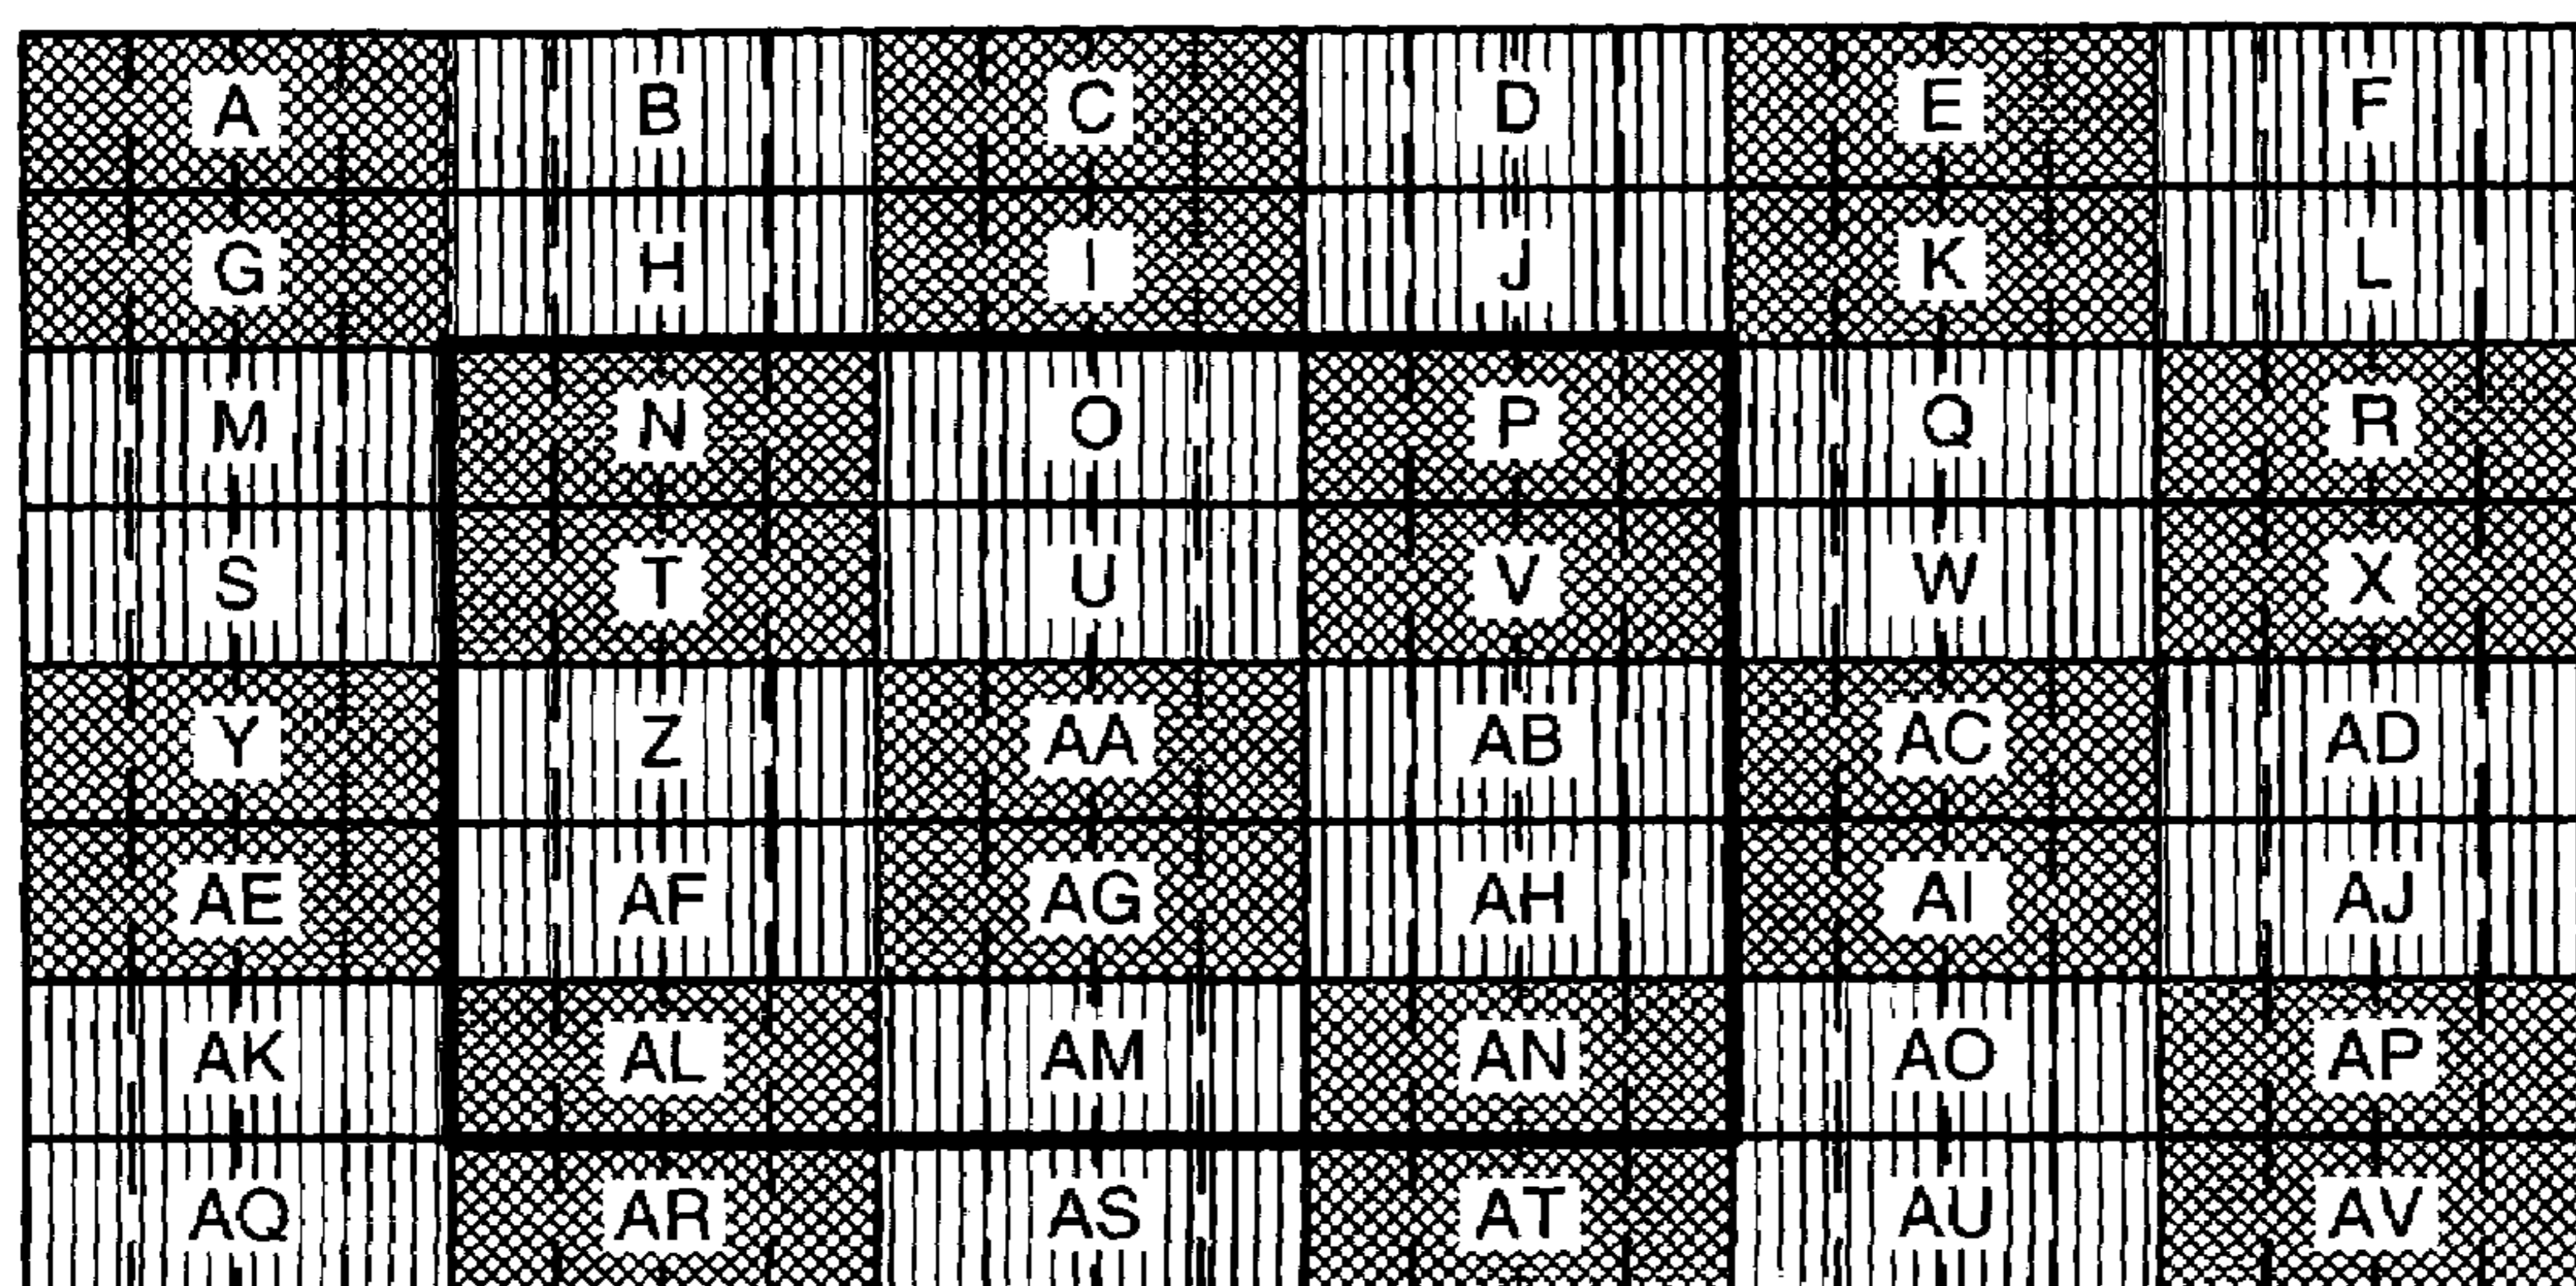 A B C D E F
G H I J K L
M N O P Q R
S T U V W X
Y Z AA AB AC AD
AE AF AG AH AI AJ
AK AL AM AN AO AP
AQ AR AS AT AU AV